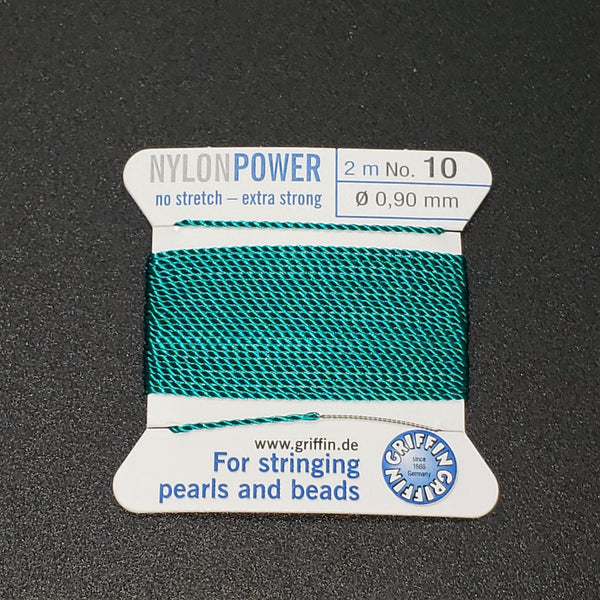 NYLONPOWER
no stretch – extra strong
2 m No. 10
Ø 0,90 mm
www.griffin.de
For stringing
pearls and beads
GRIFFIN GRIFFIN
since
1866
Germany